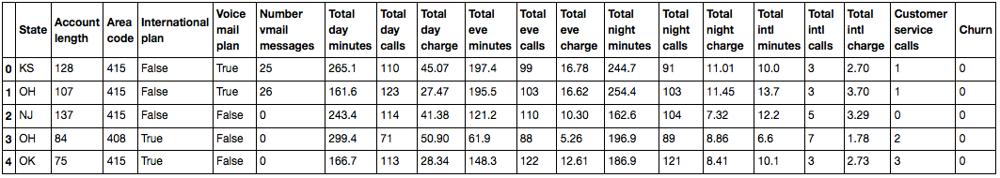 State Account length Area code International plan Voice mail plan Number vmail messages Total day minutes Total day calls Total day charge Total eve minutes Total eve calls Total eve charge Total night minutes Total night calls Total night charge Total intl minutes Total intl calls Total intl charge Customer service calls Churn
0 KS 128 415 False True 25 265.1 110 45.07 197.4 99 16.78 244.7 91 11.01 10.0 3 2.70 1 0
1 OH 107 415 False True 26 161.6 123 27.47 195.5 103 16.62 254.4 103 11.45 13.7 3 3.70 1 0
2 NJ 137 415 False False 0 243.4 114 41.38 121.2 110 10.30 162.6 104 7.32 12.2 5 3.29 0 0
3 OH 84 408 True False 0 299.4 71 50.90 61.9 88 5.26 196.9 89 8.86 6.6 7 1.78 2 0
4 OK 75 415 True False 0 166.7 113 28.34 148.3 122 12.61 186.9 121 8.41 10.1 3 2.73 3 0